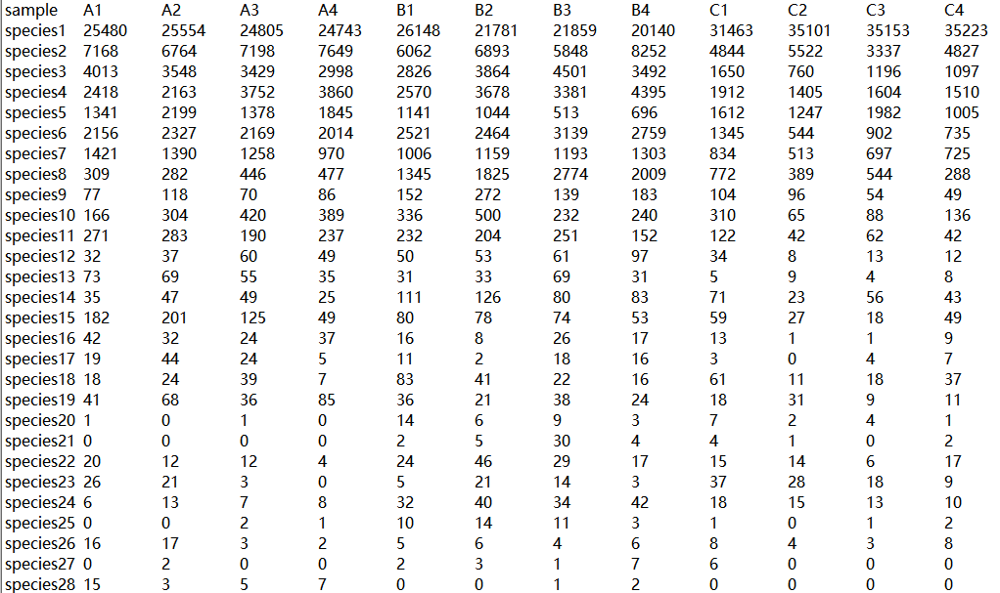 sample A1 A2 A3 A4 B1 B2 B3 B4 C1 C2 C3 C4
species1 25480 25554 24805 24743 26148 21781 21859 20140 31463 35101 35153 35223
species2 7168 6764 7198 7649 6062 6893 5848 8252 4844 5522 3337 4827
species3 4013 3548 3429 2998 2826 3864 4501 3492 1650 760 1196 1097
species4 2418 2163 3752 3860 2570 3678 3381 4395 1912 1405 1604 1510
species5 1341 2199 1378 1845 1141 1044 513 696 1612 1247 1982 1005
species6 2156 2327 2169 2014 2521 2464 3139 2759 1345 544 902 735
species7 1421 1390 1258 970 1006 1159 1193 1303 834 513 697 725
species8 309 282 446 477 1345 1825 2774 2009 772 389 544 288
species9 77 118 70 86 152 272 139 183 104 96 54 49
species10 166 304 420 389 336 500 232 240 310 65 88 136
species11 271 283 190 237 232 204 251 152 122 42 62 42
species12 32 37 60 49 50 53 61 97 34 8 13 12
species13 73 69 55 35 31 33 69 31 5 9 4 8
species14 35 47 49 25 111 126 80 83 71 23 56 43
species15 182 201 125 49 80 78 74 53 59 27 18 49
species16 42 32 24 37 16 8 26 17 13 1 1 9
species17 19 44 24 5 11 2 18 16 3 0 4 7
species18 18 24 39 7 83 41 22 16 61 11 18 37
species19 41 68 36 85 36 21 38 24 18 31 9 11
species20 1 0 1 0 14 6 9 3 7 2 4 1
species21 0 0 0 0 2 5 30 4 4 1 0 2
species22 20 12 12 4 24 46 29 17 15 14 6 17
species23 26 21 3 0 5 21 14 3 37 28 18 9
species24 6 13 7 8 32 40 34 42 18 15 13 10
species25 0 0 2 1 10 14 11 3 1 0 1 2
species26 16 17 3 2 5 6 4 6 8 4 3 8
species27 0 2 0 0 2 3 1 7 6 0 0 0
species28 15 3 5 7 0 0 1 2 0 0 0 0